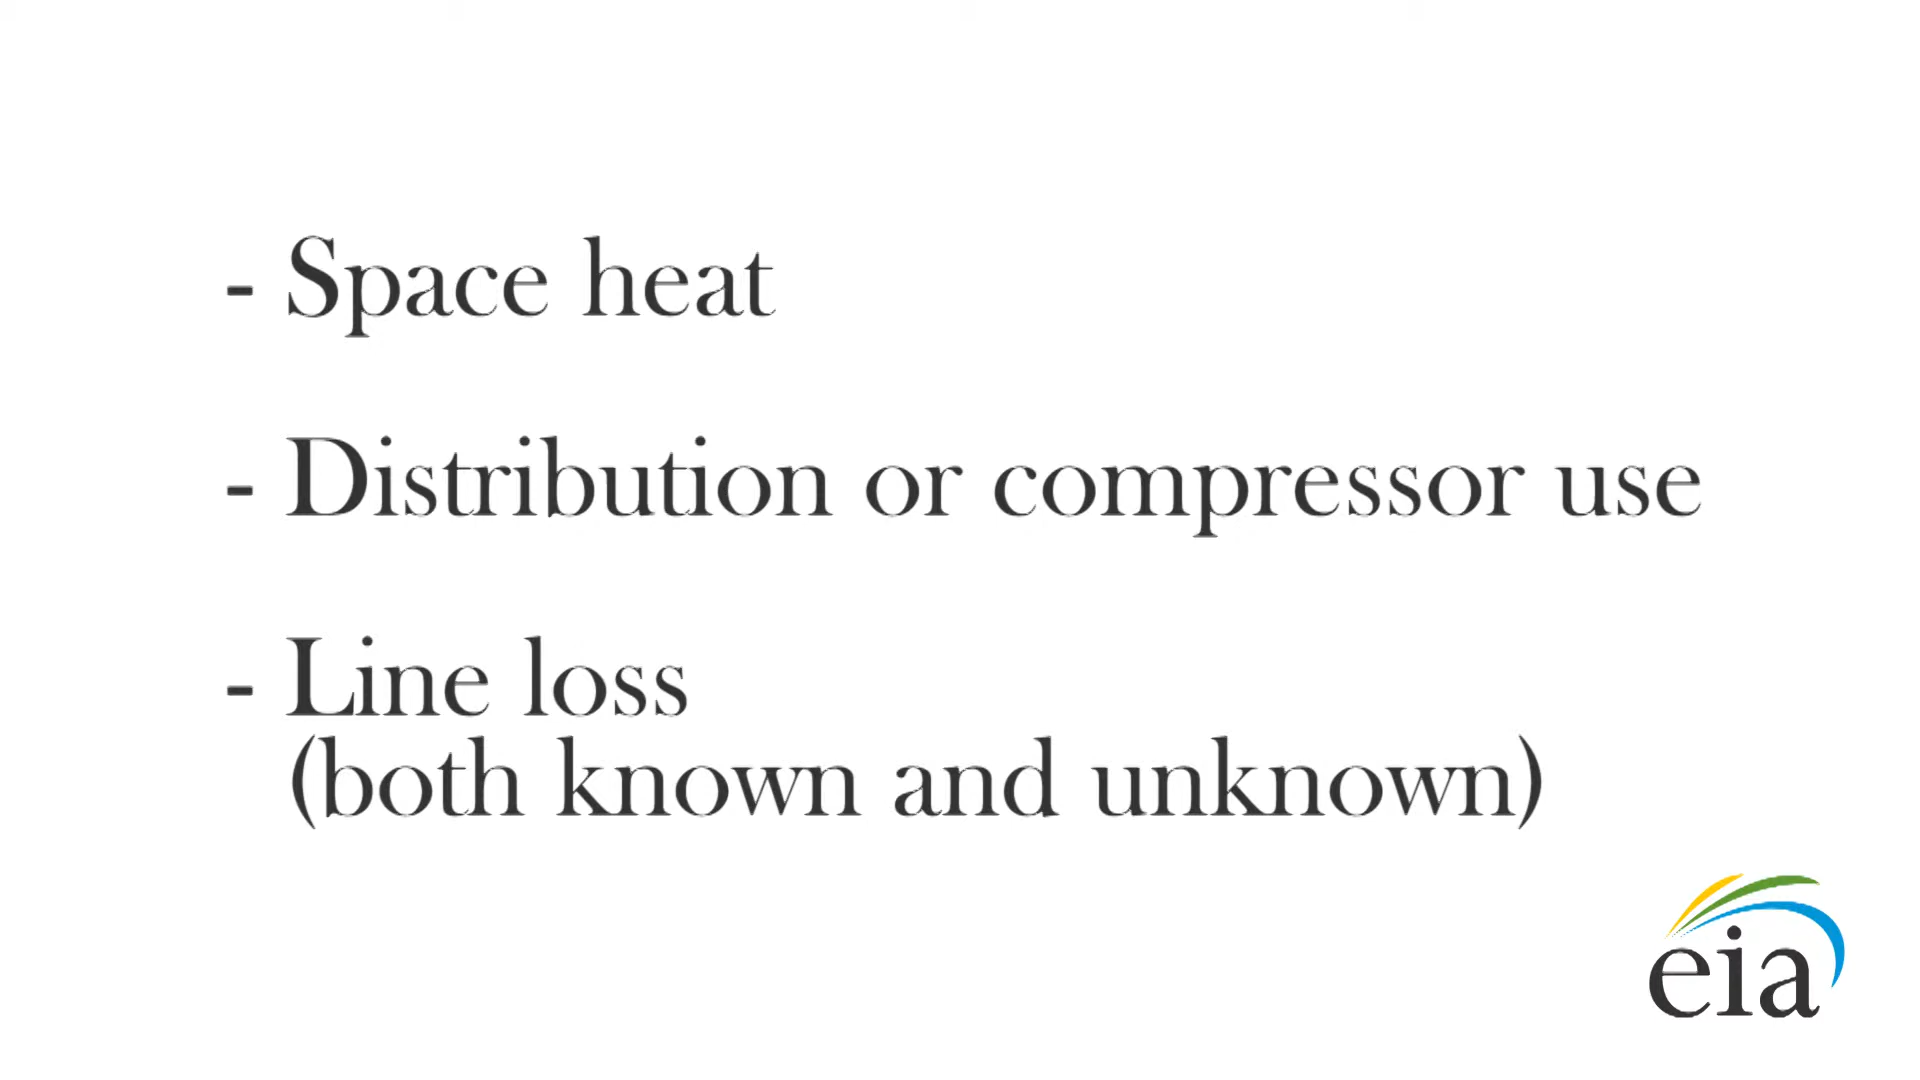 - Space heat
- Distribution or compressor use
- Line loss
(both known and unknown)
eia